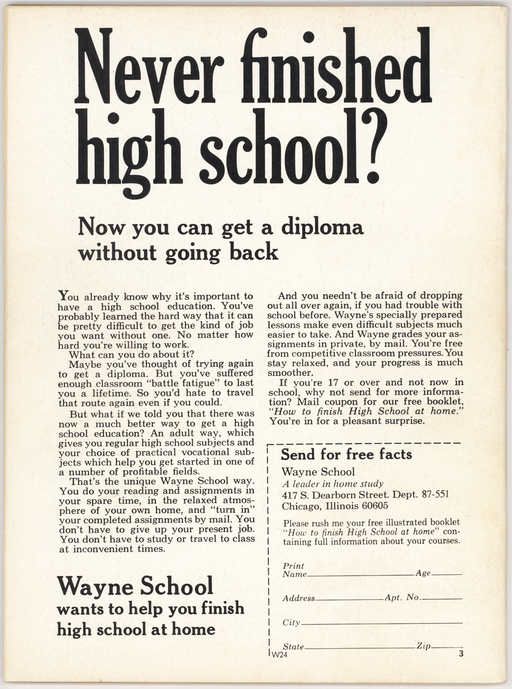 Never finished
high school?
Now you can get a diploma
without going back
You already know why it's important to
have a high school education. You've
probably learned the hard way that it can
be pretty difficult to get the kind of job
you want without one. No matter how
hard you're willing to work.
What can you do about it?
Maybe you've thought of trying again
to get a diploma. But you've suffered
enough classroom "battle fatigue" to last
you a lifetime. So you'd hate to travel
that route again even if you could.
But what if we told you that there was
now a much better way to get a high
school education? An adult way, which
gives you regular high school subjects and
your choice of practical vocational sub-
jects which help you get started in one of
a number of profitable fields.
That's the unique Wayne School way.
You do your reading and assignments in
your spare time, in the relaxed atmos-
phere of your own home, and "turn in"
your completed assignments by mail. You
don't have to give up your present job.
You don't have to study or travel to class
at inconvenient times.
Wayne School
wants to help you finish
high school at home
And you needn't be afraid of dropping
out all over again, if you had trouble with
school before. Wayne's specially prepared
lessons make even difficult subjects much
easier to take. And Wayne grades your as-
signments in private, by mail. You're free
from competitive classroom pressures. You
stay relaxed, and your progress is much
smoother.
If you're 17 or over and not now in
school, why not send for more informa-
tion? Mail coupon for our free booklet,
"How to finish High School at home."
You're in for a pleasant surprise.
Send for free facts
Wayne School
A leader in home study
417 S. Dearborn Street. Dept. 87-551
Chicago, Illinois 60605
Please rush me your free illustrated booklet
"How to finish High School at home" con-
taining full information about your courses.
Print
Name Age
Address Apt. No.
City
State Zip
W24 3